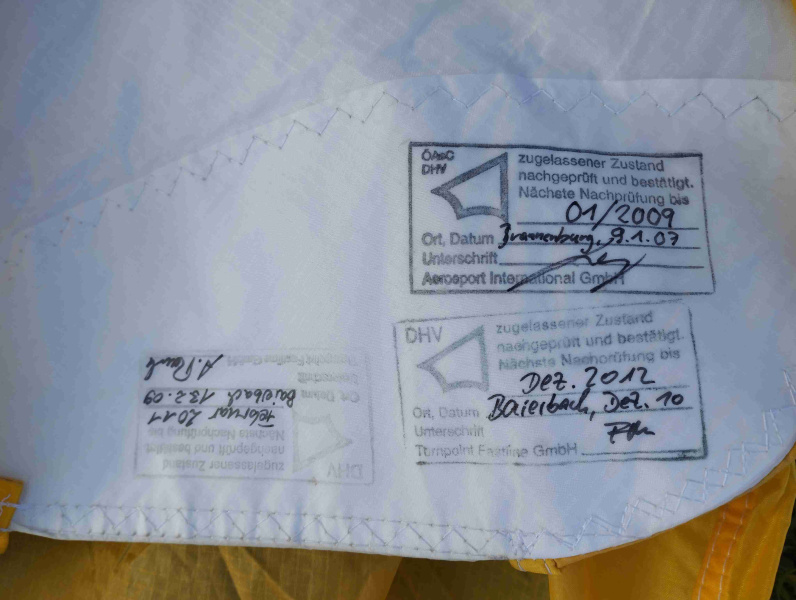 ÖAeC
DHV
zugelassener Zustand
nachgeprüft und bestätigt.
Nächste Nachprüfung bis
01/2009
Ort, Datum Brannenburg, 9.1.07
Unterschrift
Aerosport International GmbH
DHV
zugelassener Zustand
nachgeprüft und bestätigt.
Nächste Nachprüfung bis
Dez. 2012
Ort, Datum Baierbach, Dez. 10
Unterschrift
Turnpoint Fastline GmbH
DHV
zugelassener Zustand
nachgeprüft und bestätigt.
Nächste Nachprüfung bis
Februar 2011
Ort, Datum Baierbach 13.2.09
Unterschrift
Turnpoint Fastline GmbH